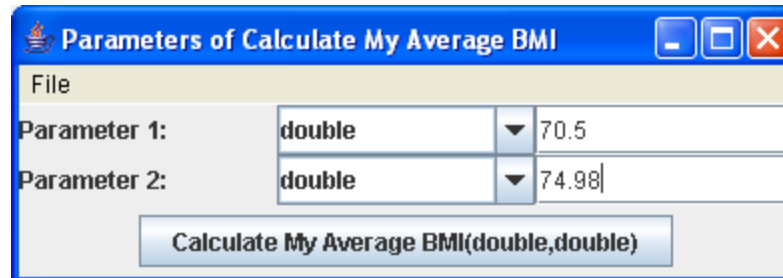 Parameters of Calculate My Average BMI
File
Parameter 1: double 70.5
Parameter 2: double 74.98
Calculate My Average BMI(double,double)